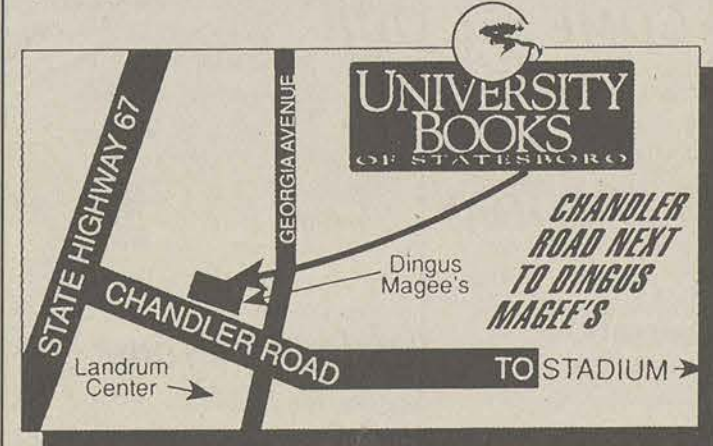 UNIVERSITY
BOOKS
OF STATESBORO
STATE HIGHWAY 67
GEORGIA AVENUE
CHANDLER
ROAD NEXT
TO DINGUS
MAGEE'S
Dingus
Magee's
CHANDLER ROAD
Landrum
Center
TO STADIUM